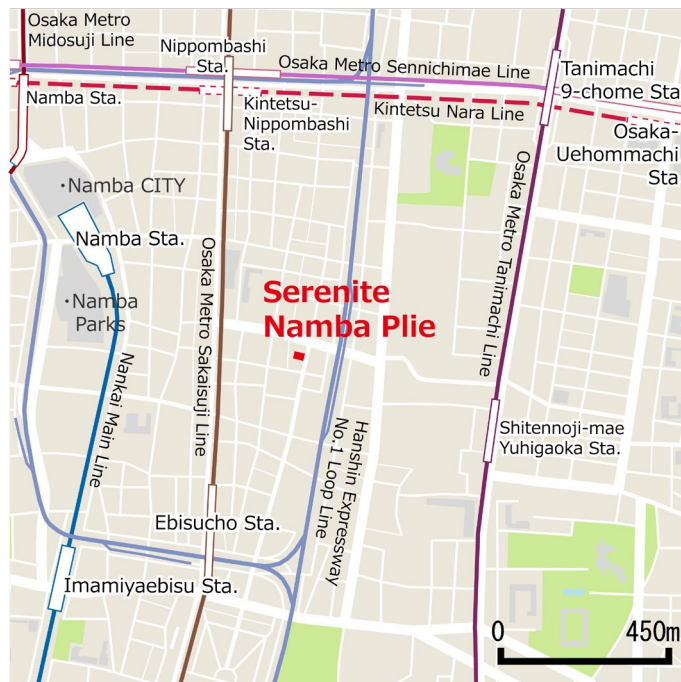 Osaka Metro
Midosuji Line
Nippombashi
Sta.
Osaka Metro Sennichimae Line
Tanimachi
9-chome Sta
Namba Sta.
Kintetsu-
Nippombashi
Sta.
Kintetsu Nara Line
Osaka-
Uehommachi
Sta
・Namba CITY
Namba Sta.
・Namba
Parks
Nankai Main Line
Osaka Metro Sakaisuji Line
Serenite
Namba Plie
Osaka Metro Tanimachi Line
Hanshin Expressway
No.1 Loop Line
Shitennoji-mae
Yuhigaoka Sta.
Ebisucho Sta.
Imamiyaebisu Sta.
0 450m